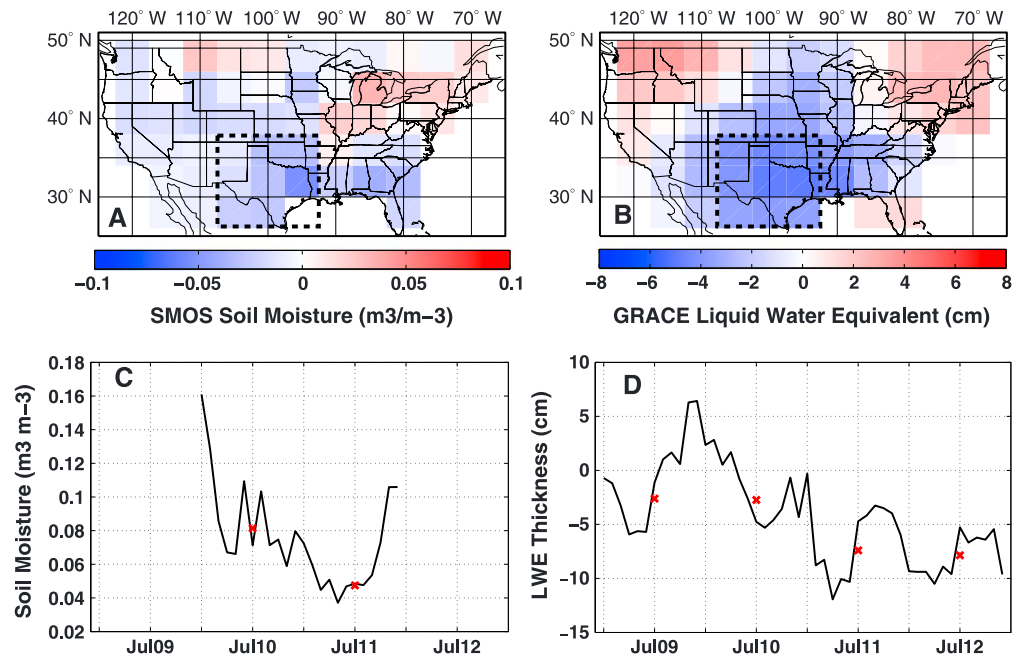 120° W 110° W 100° W 90° W 80° W 70° W
50° N
40° N
30° N
A
−0.1 −0.05 0 0.05 0.1
SMOS Soil Moisture (m3/m−3)
120° W 110° W 100° W 90° W 80° W 70° W
50° N
40° N
30° N
B
−8 −6 −4 −2 0 2 4 6 8
GRACE Liquid Water Equivalent (cm)
C
Soil Moisture (m3 m−3)
0.18
0.16
0.14
0.12
0.1
0.08
0.06
0.04
0.02
Jul09 Jul10 Jul11 Jul12
D
LWE Thickness (cm)
10
5
0
−5
−10
−15
Jul09 Jul10 Jul11 Jul12